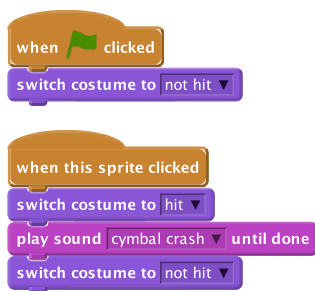 when clicked
switch costume to not hit ▼
when this sprite clicked
switch costume to hit ▼
play sound cymbal crash ▼ until done
switch costume to not hit ▼